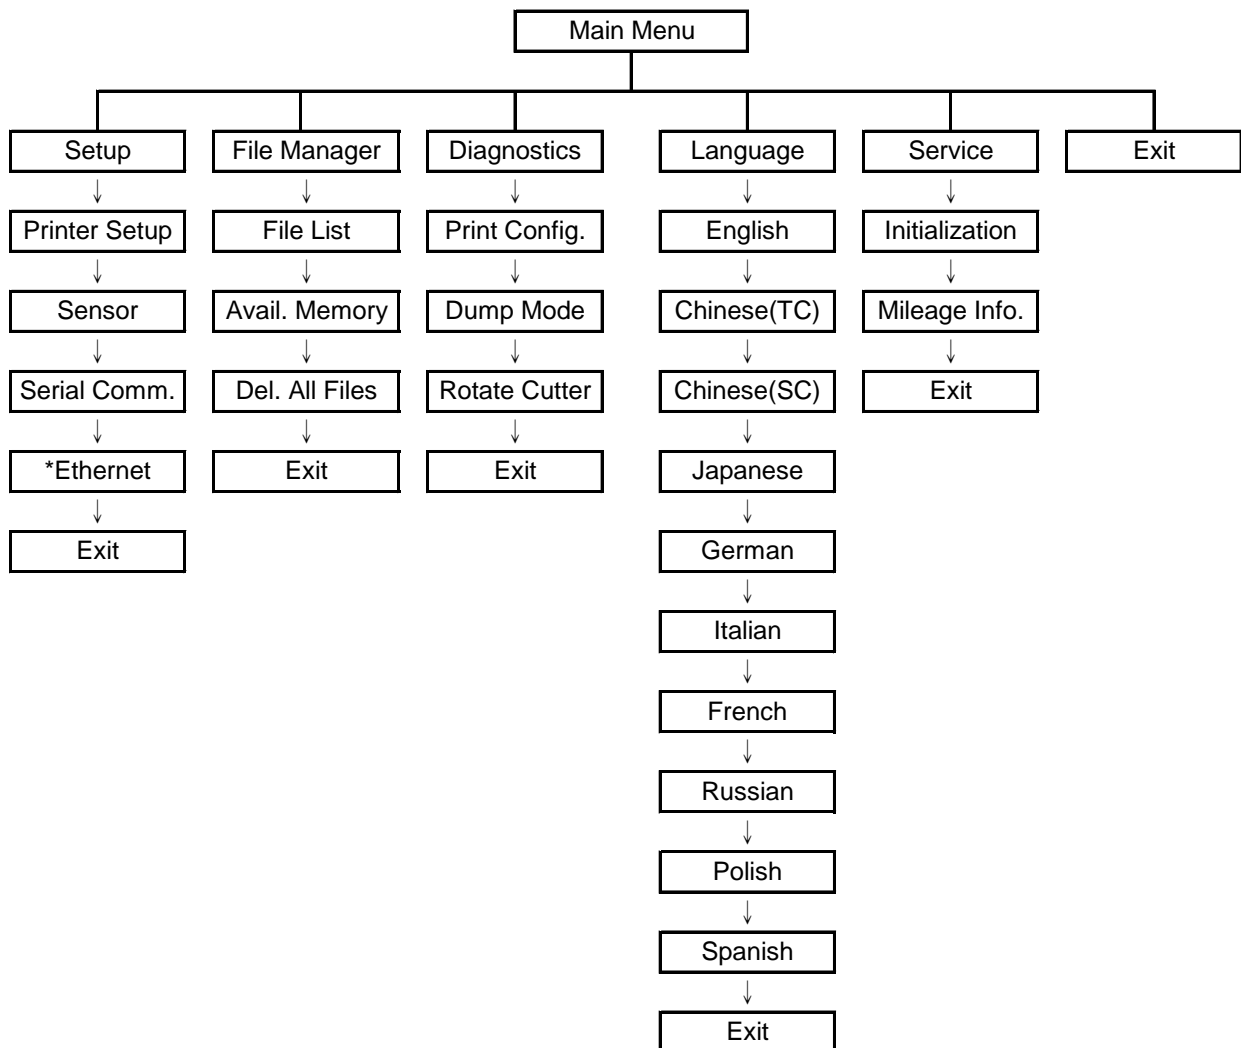 Main Menu
Setup
File Manager
Diagnostics
Language
Service
Exit
Printer Setup
File List
Print Config.
English
Initialization
Sensor
Avail. Memory
Dump Mode
Chinese(TC)
Mileage Info.
Serial Comm.
Del. All Files
Rotate Cutter
Chinese(SC)
Exit
*Ethernet
Exit
Exit
Japanese
Exit
German
Italian
French
Russian
Polish
Spanish
Exit